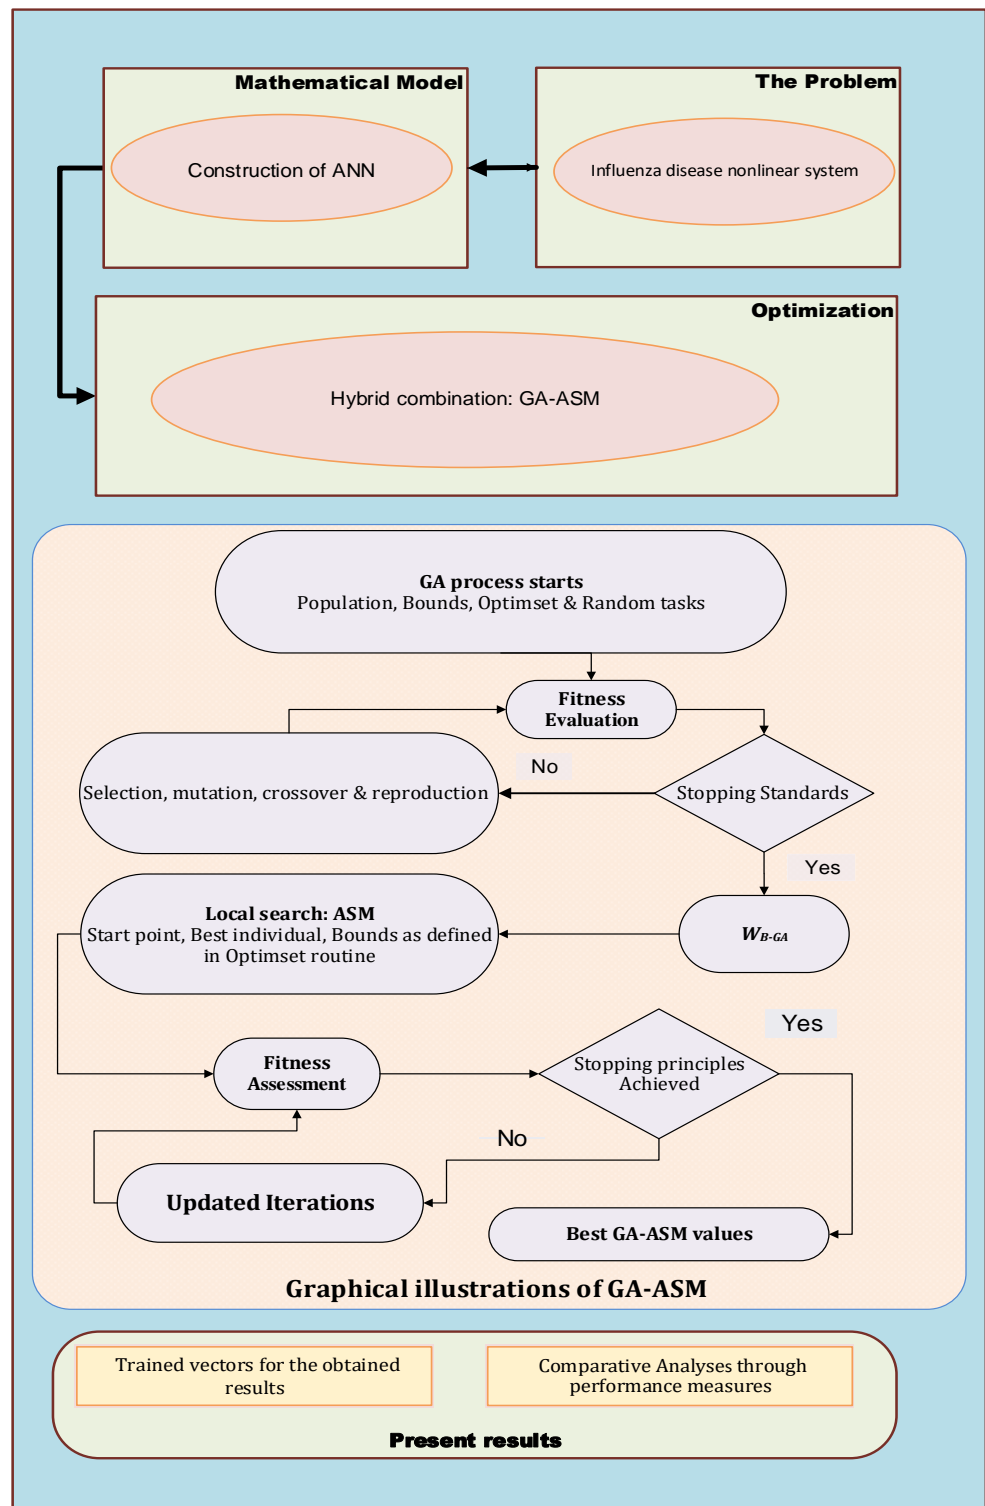 Mathematical Model
Construction of ANN
The Problem
Influenza disease nonlinear system
Optimization
Hybrid combination: GA-ASM
GA process starts
Population, Bounds, Optimset & Random tasks
Fitness
Evaluation
No
Selection, mutation, crossover & reproduction
Stopping Standards
Yes
Local search: ASM
Start point, Best individual, Bounds as defined
in Optimset routine
W_B-GA
Yes
Fitness
Assessment
Stopping principles
Achieved
No
Updated Iterations
Best GA-ASM values
Graphical illustrations of GA-ASM
Trained vectors for the obtained
results
Comparative Analyses through
performance measures
Present results